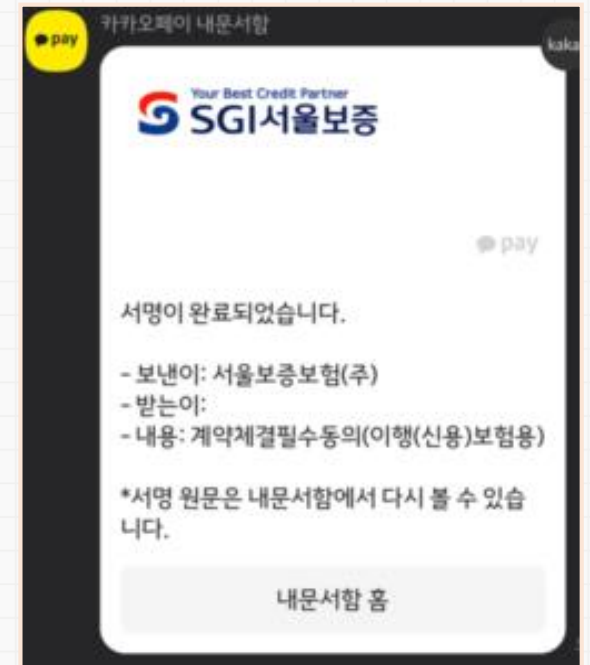 pay
카카오페이 내문서함
kaka
Your Best Credit Partner
SGI서울보증
pay
서명이 완료되었습니다.
- 보낸이: 서울보증보험(주)
- 받는이:
- 내용: 계약체결필수동의(이행(신용)보험용)
*서명 원문은 내문서함에서 다시 볼 수 있습
니다.
내문서함 홈